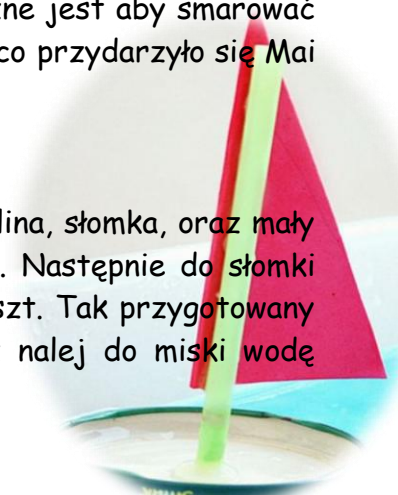 zne jest aby smarować
co przydarzyło się Mai
lina, słomka, oraz mały
. Następnie do słomki
szt. Tak przygotowany
nalej do miski wodę